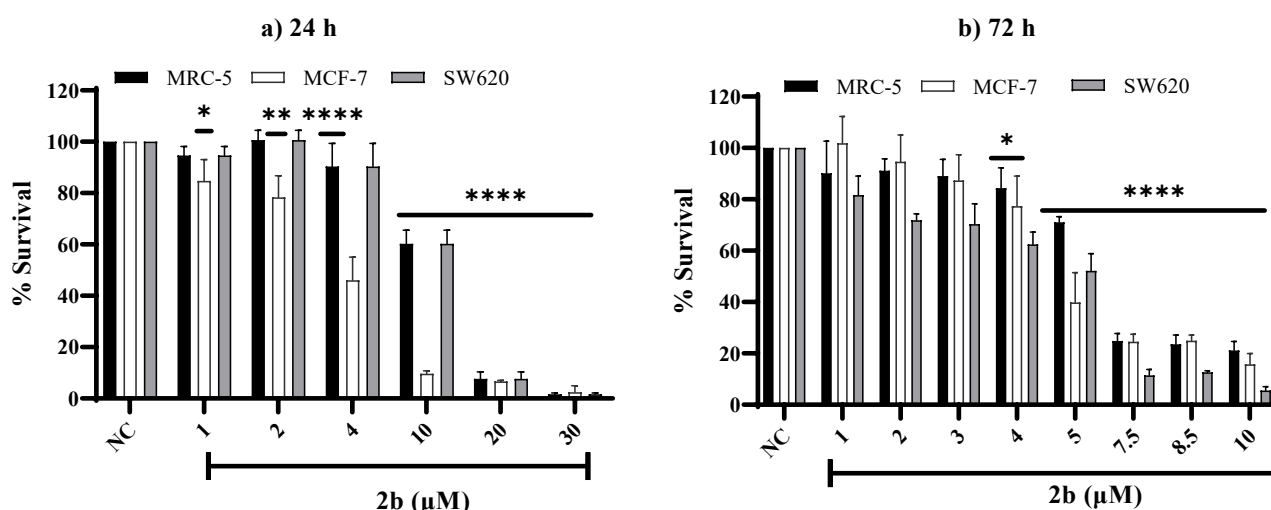 a) 24 h
MRC-5 MCF-7 SW620
120
100
80
60
40
20
0
% Survival
* ** **** ****
NC 1 2 4 10 20 30
2b (µM)
b) 72 h
MRC-5 MCF-7 SW620
120
100
80
60
40
20
0
% Survival
* ****
NC 1 2 3 4 5 7.5 8.5 10
2b (µM)